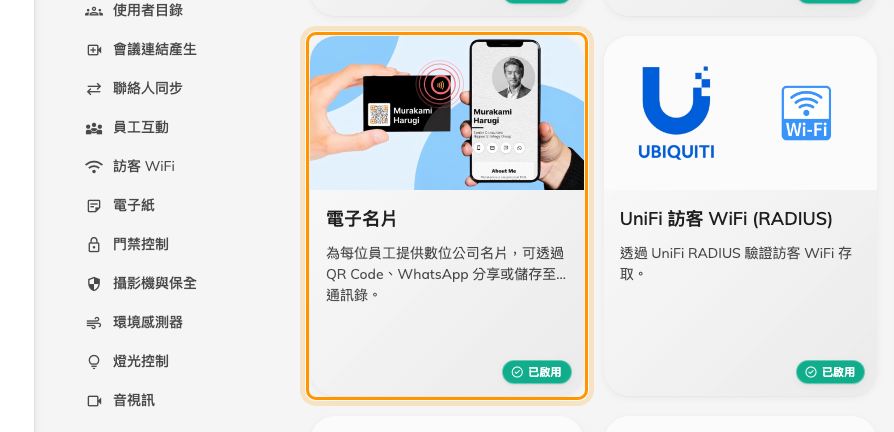 使用者目錄
會議連結產生
聯絡人同步
員工互動
訪客 WiFi
電子紙
門禁控制
攝影機與保全
環境感測器
燈光控制
音視訊
Murakami
Harugi
Murakami
Harugi
About Me
電子名片
為每位員工提供數位公司名片，可透過
QR Code、WhatsApp 分享或儲存至...
通訊錄。
已啟用
UBIQUITI
Wi-Fi
UniFi 訪客 WiFi (RADIUS)
透過 UniFi RADIUS 驗證訪客 WiFi 存
取。
已啟用